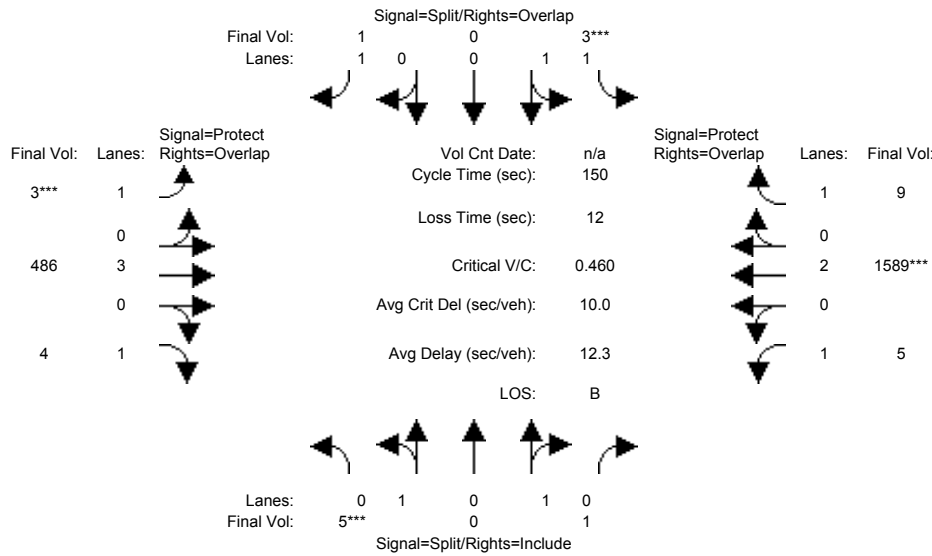 Signal=Split/Rights=Overlap
Final Vol: 1 0 3***
Lanes: 1 0 0 1 1
Signal=Protect Signal=Protect
Final Vol: Lanes: Rights=Overlap Vol Cnt Date: n/a Rights=Overlap Lanes: Final Vol:
Cycle Time (sec): 150
3*** 1 1 9
Loss Time (sec): 12
0 0
486 3 Critical V/C: 0.460 2 1589***
0 Avg Crit Del (sec/veh): 10.0 0
4 1 Avg Delay (sec/veh): 12.3 1 5
LOS: B
Lanes: 0 1 0 1 0
Final Vol: 5*** 0 1
Signal=Split/Rights=Include